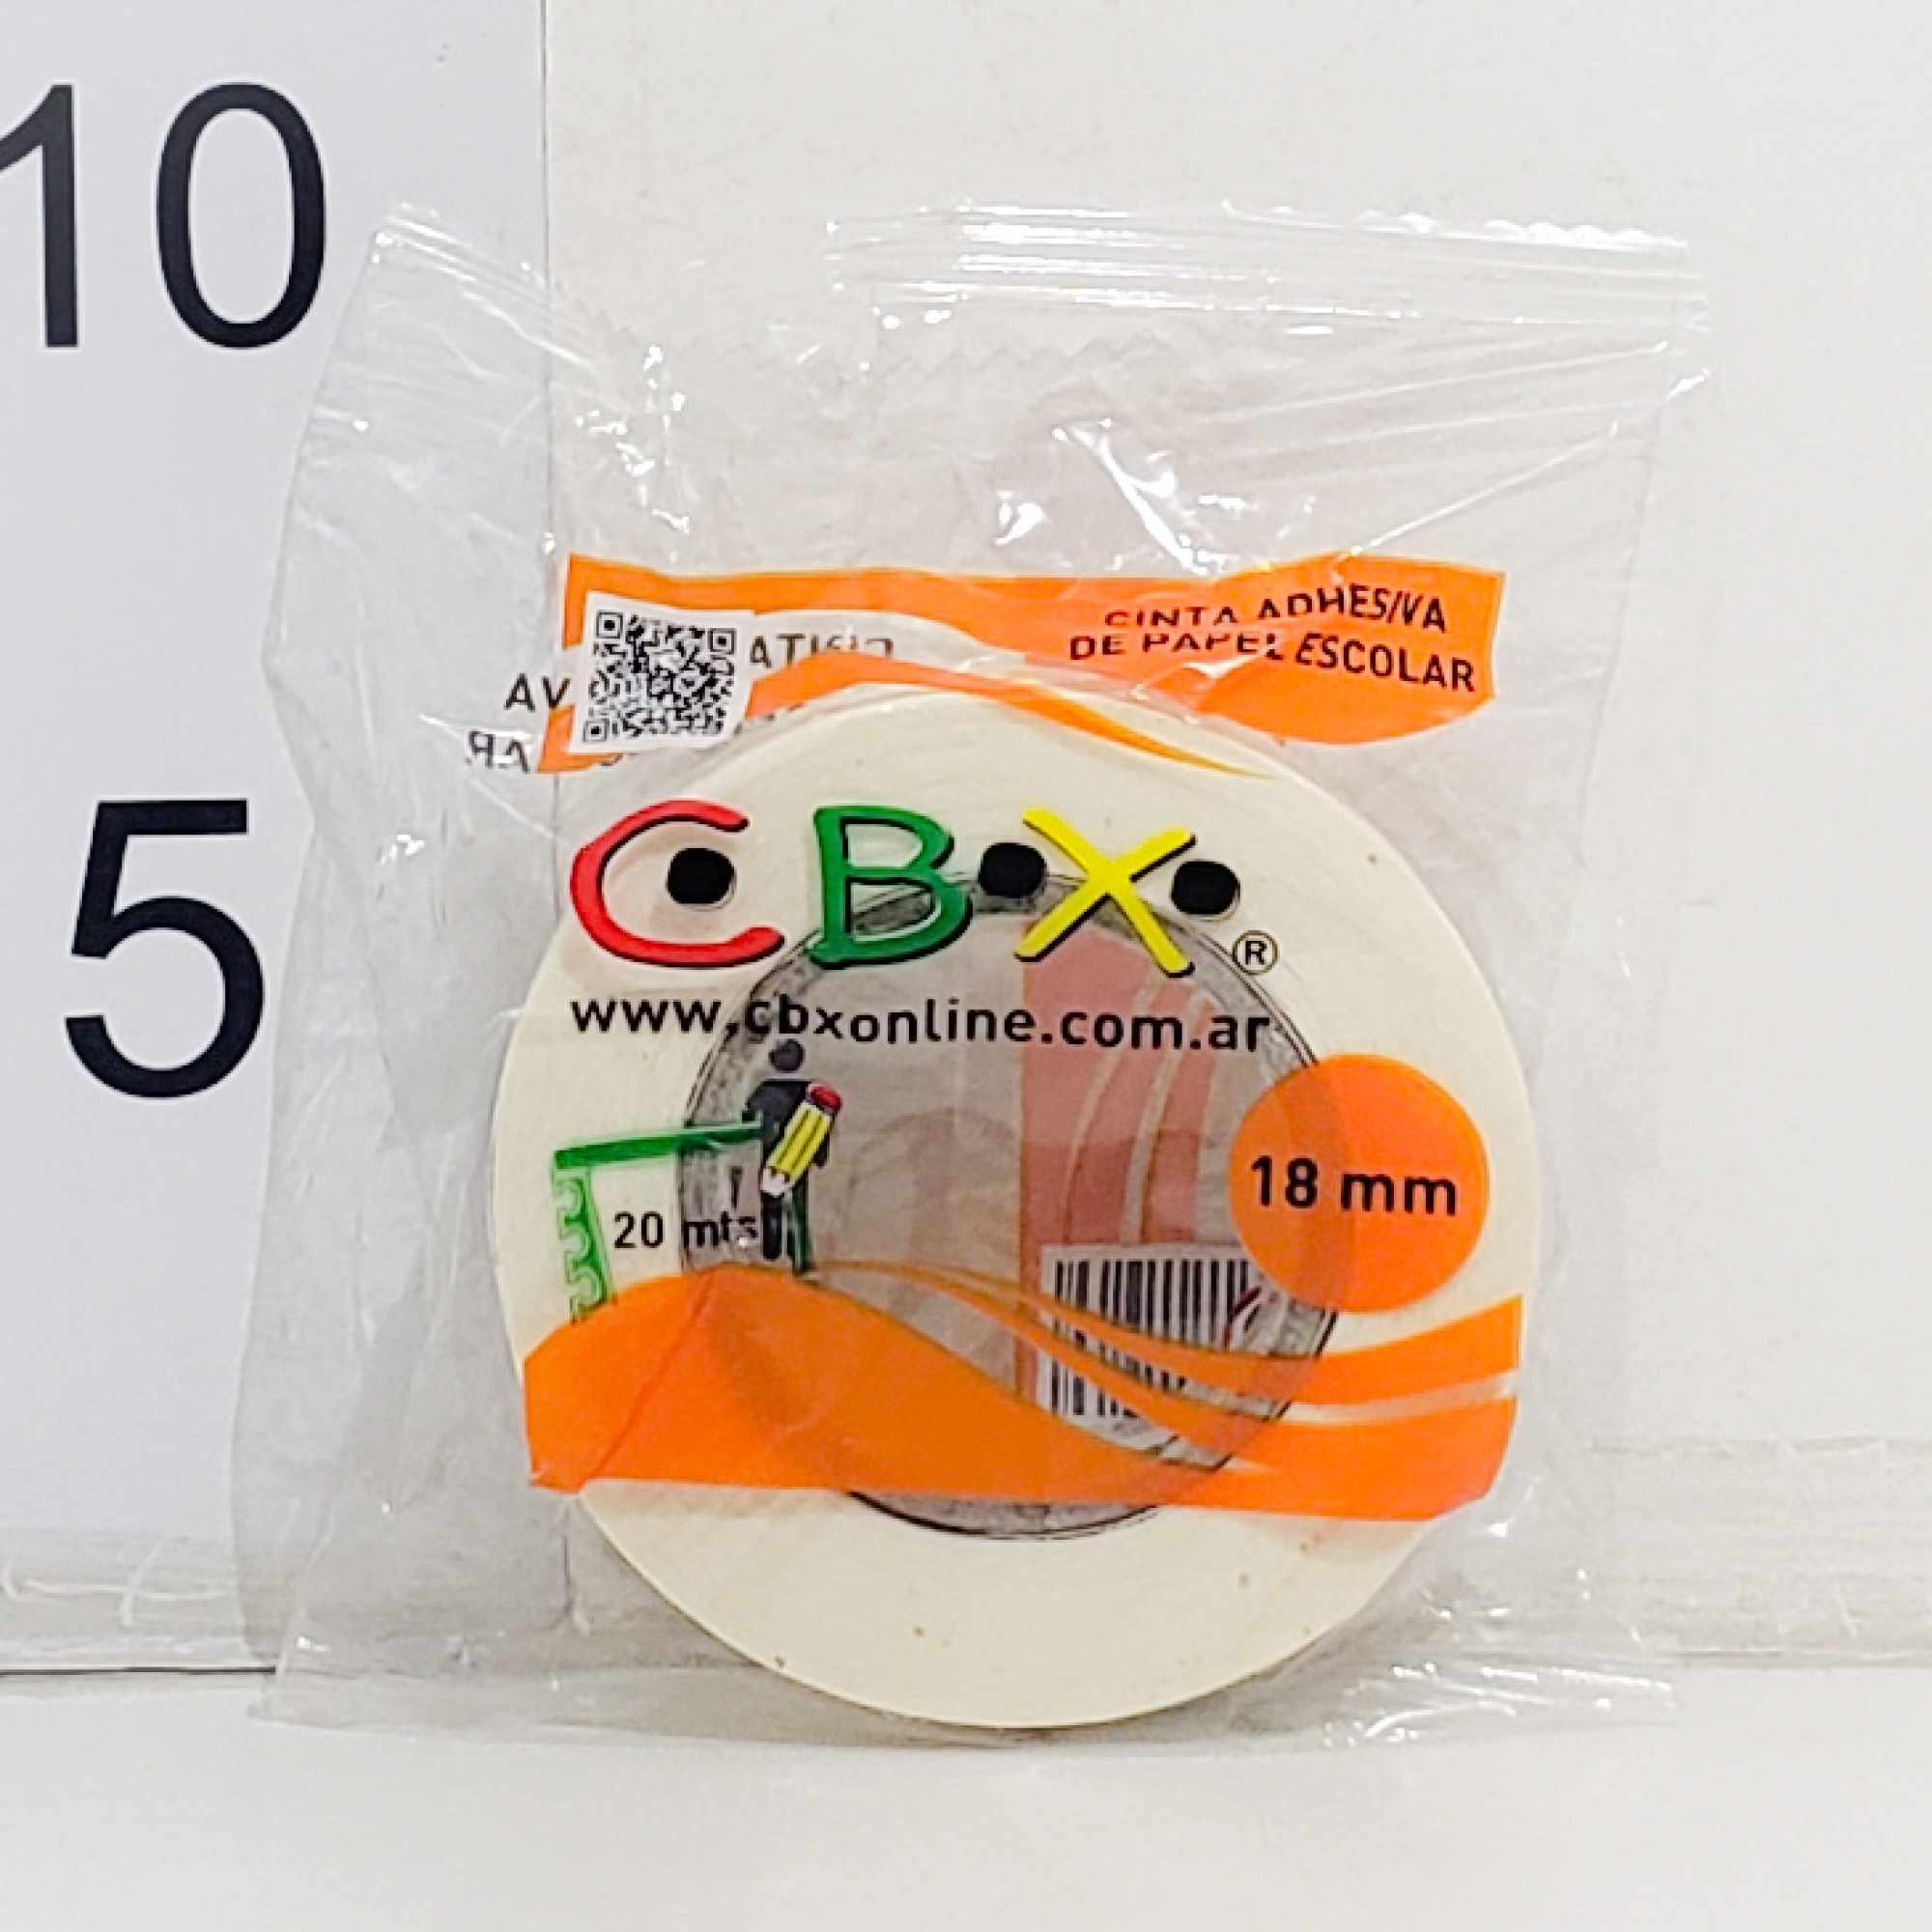 10
5
CINTA ADHESIVA
DE PAPEL ESCOLAR
CBX
®
www.cbxonline.com.ar
18 mm
20 mts